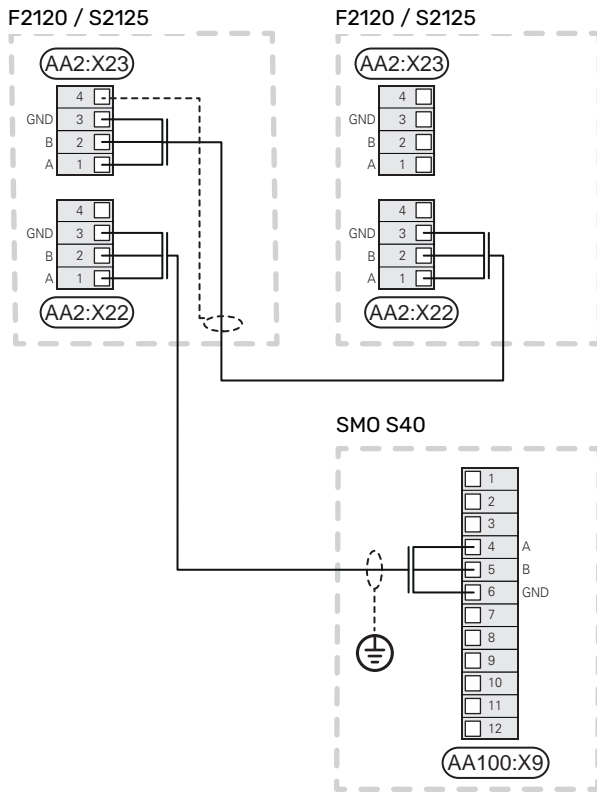 F2120 / S2125
AA2:X23
4
GND 3
B 2
A 1
4
GND 3
B 2
A 1
AA2:X22
F2120 / S2125
AA2:X23
4
GND 3
B 2
A 1
4
GND 3
B 2
A 1
AA2:X22
SMO S40
1
2
3
4 A
5 B
6 GND
7
8
9
10
11
12
AA100:X9